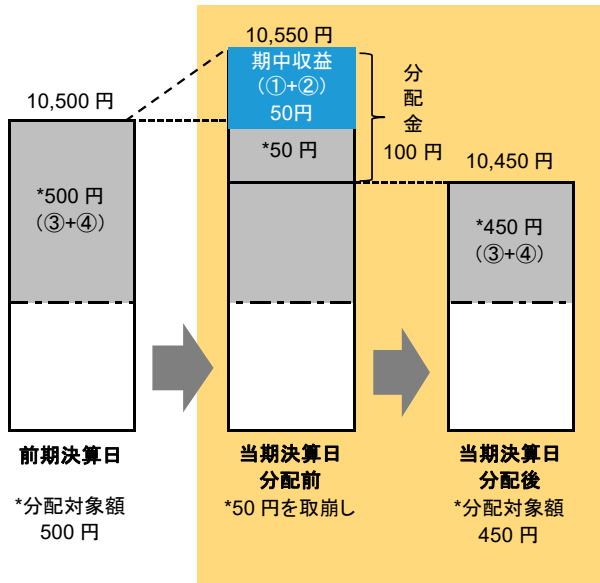 10,500 円
*500 円
(③+④)
前期決算日
*分配対象額
500 円
10,550 円
期中収益
(①+②)
50円
*50 円
分
配
金
100 円
当期決算日
分配前
*50 円を取崩し
10,450 円
*450 円
(③+④)
当期決算日
分配後
*分配対象額
450 円